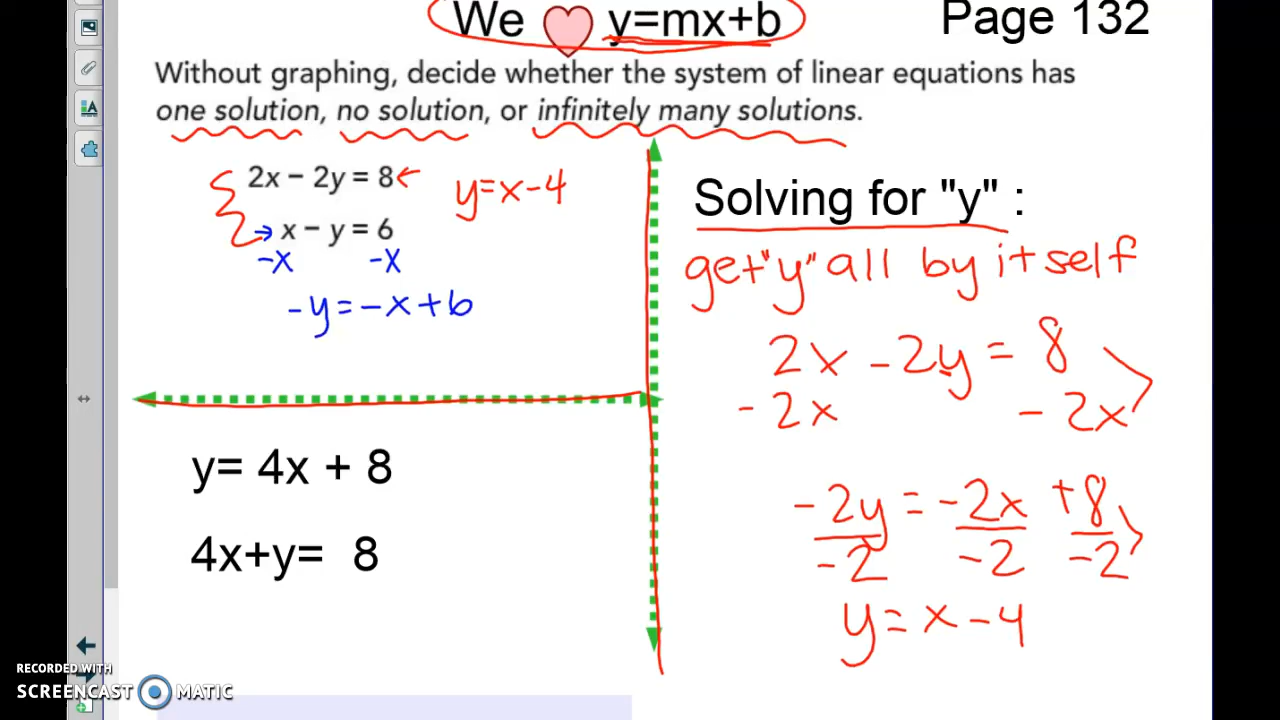 We y=mx+b
Page 132
Without graphing, decide whether the system of linear equations has
one solution, no solution, or infinitely many solutions.
2x − 2y = 8
y=x-4
x − y = 6
-x -x
-y=-x+b
y= 4x + 8
4x+y= 8
Solving for "y" :
get "y" all by itself
2x -2y = 8
-2x -2x
-2y = -2x +8
-2 -2 -2
y = x - 4
RECORDED WITH
SCREENCAST MATIC